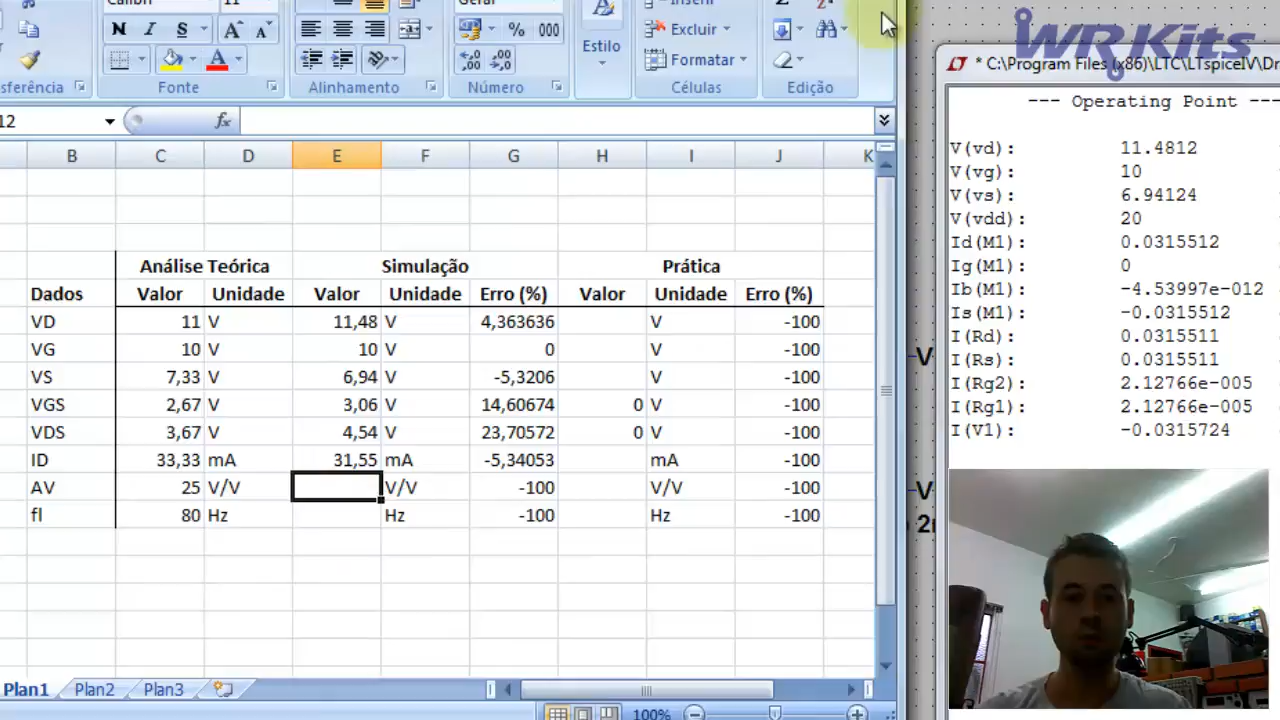 Calibri 11
N I S A A
% 000
Estilo
Excluir
Formatar
Fonte Alinhamento Número Células Edição
12 fx
B C D E F G H I J K
Análise Teórica Simulação Prática
Dados Valor Unidade Valor Unidade Erro (%) Valor Unidade Erro (%)
VD 11 V 11,48 V 4,363636 V -100
VG 10 V 10 V 0 V -100
VS 7,33 V 6,94 V -5,3206 V -100
VGS 2,67 V 3,06 V 14,60674 0 V -100
VDS 3,67 V 4,54 V 23,70572 0 V -100
ID 33,33 mA 31,55 mA -5,34053 mA -100
AV 25 V/V V/V -100 V/V -100
fl 80 Hz Hz -100 Hz -100
Plan1 Plan2 Plan3
100%
WR Kits
* C:\Program Files (x86)\LTC\LTspiceIV\Dr
--- Operating Point ---
V(vd): 11.4812
V(vg): 10
V(vs): 6.94124
V(vdd): 20
Id(M1): 0.0315512
Ig(M1): 0
Ib(M1): -4.53997e-012
Is(M1): -0.0315512
I(Rd): 0.0315511
I(Rs): 0.0315511
I(Rg2): 2.12766e-005
I(Rg1): 2.12766e-005
I(V1): -0.0315724